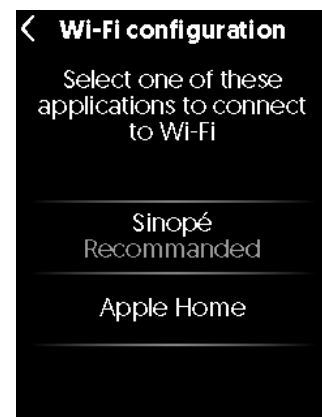 Wi-Fi configuration
Select one of these
applications to connect
to Wi-Fi
Sinopé
Recommanded
Apple Home